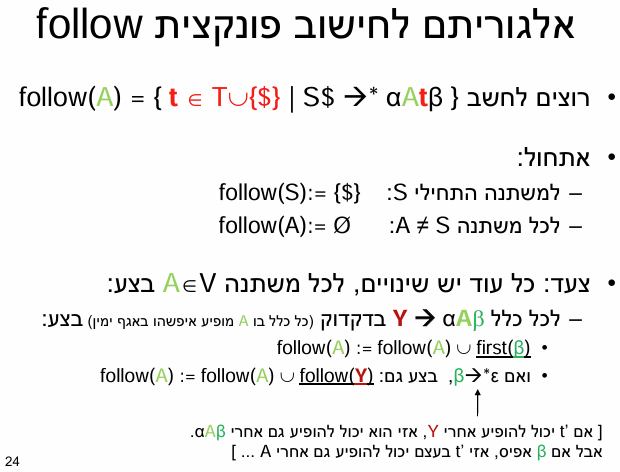 אלגוריתם לחישוב פונקצית follow
• רוצים לחשב follow(A) = { t ∈ T∪{$} | S$ →* αAtβ }
• אתחול:
– למשתנה התחילי S: follow(S):= {$}
– לכל משתנה A ≠ S: follow(A):= Ø
• צעד: כל עוד יש שינויים, לכל משתנה A∈V בצע:
– לכל כלל Y → αAβ בדקדוק (כל כלל בו A מופיע איפשהו באגף ימין) בצע:
• follow(A) := follow(A) ∪ first(β)
• ואם β→*ε, בצע גם: follow(A) := follow(A) ∪ follow(Y)
[ אם t’ יכול להופיע אחרי Y, אזי הוא יכול להופיע גם אחרי αAβ.
אבל אם β אפיס, אזי t’ בעצם יכול להופיע גם אחרי A ... ]
24